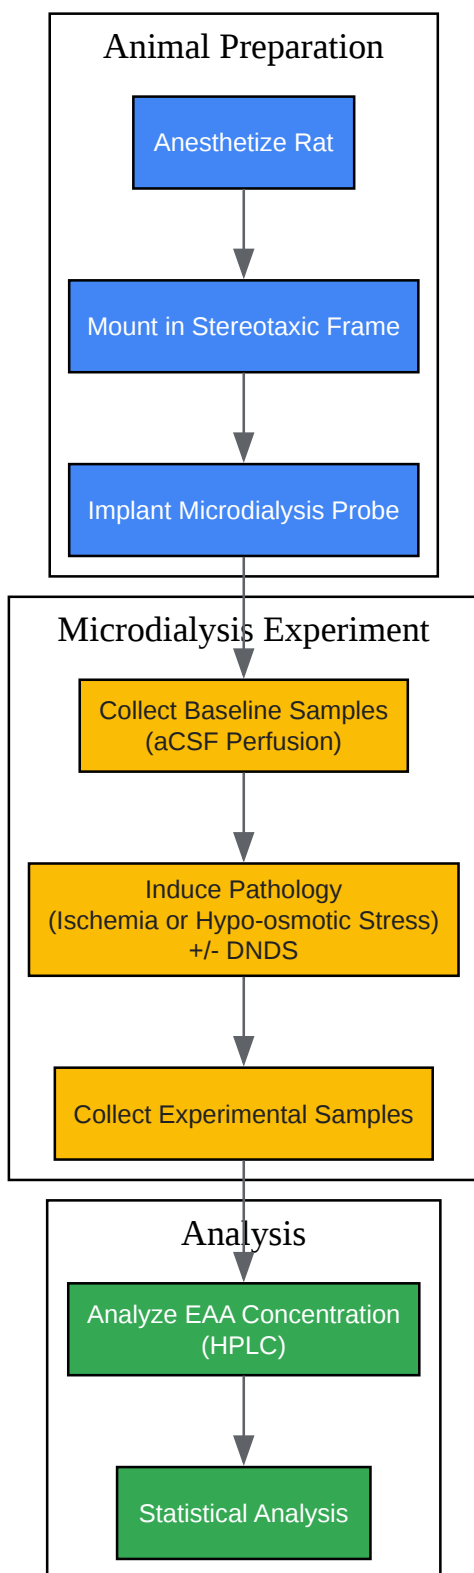 Animal Preparation
Anesthetize Rat
Mount in Stereotaxic Frame
Implant Microdialysis Probe
Microdialysis Experiment
Collect Baseline Samples
(aCSF Perfusion)
Induce Pathology
(Ischemia or Hypo-osmotic Stress)
+/- DNDS
Collect Experimental Samples
Analysis
Analyze EAA Concentration
(HPLC)
Statistical Analysis